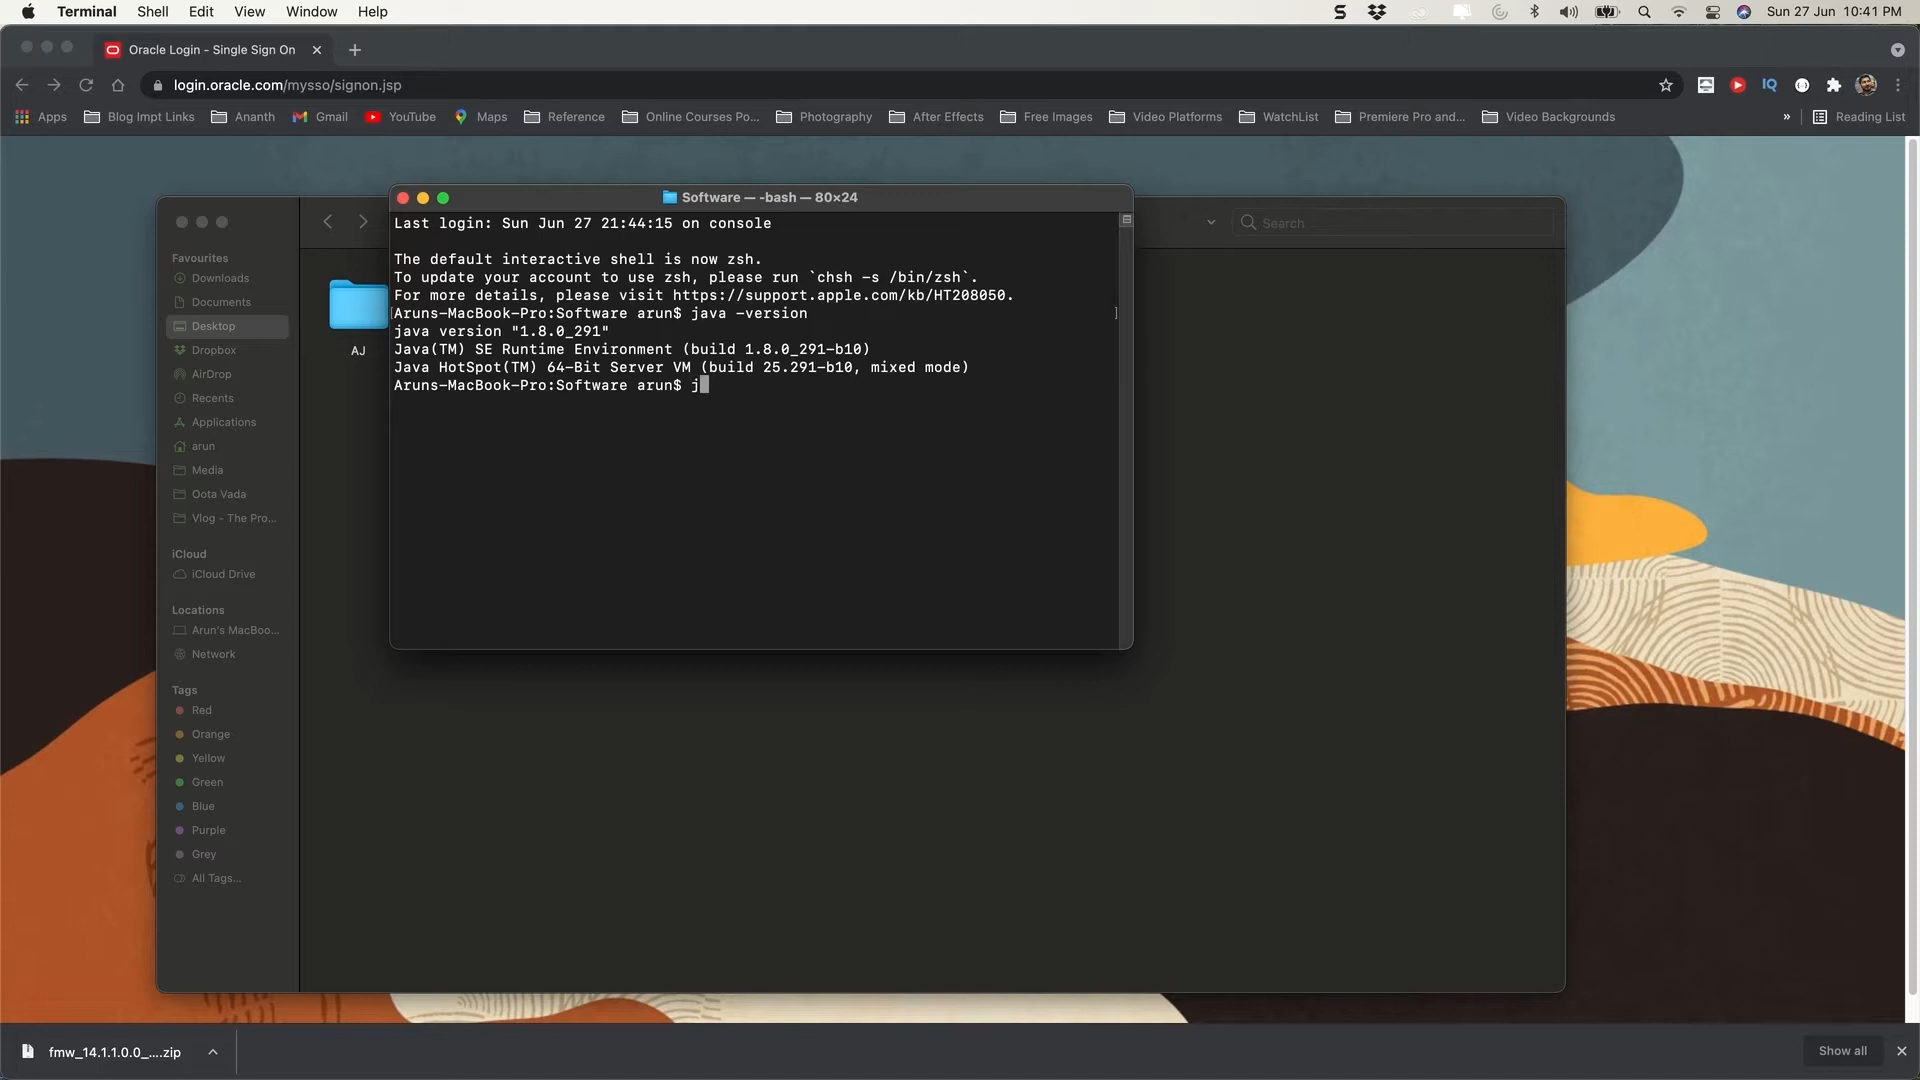 Terminal Shell Edit View Window Help Sun 27 Jun 10:41 PM
Oracle Login - Single Sign On
login.oracle.com/mysso/signon.jsp
Apps Blog Impt Links Ananth Gmail YouTube Maps Reference Online Courses Po... Photography After Effects Free Images Video Platforms WatchList Premiere Pro and... Video Backgrounds » Reading List
Software — -bash — 80×24
Last login: Sun Jun 27 21:44:15 on console
The default interactive shell is now zsh.
To update your account to use zsh, please run `chsh -s /bin/zsh`.
For more details, please visit https://support.apple.com/kb/HT208050.
[Aruns-MacBook-Pro:Software arun$ java -version ]
java version "1.8.0_291"
Java(TM) SE Runtime Environment (build 1.8.0_291-b10)
Java HotSpot(TM) 64-Bit Server VM (build 25.291-b10, mixed mode)
Aruns-MacBook-Pro:Software arun$ j
Search
AJ
Favourites
Downloads
Documents
Desktop
Dropbox
AirDrop
Recents
Applications
arun
Media
Oota Vada
Vlog - The Pro...
iCloud
iCloud Drive
Locations
Arun's MacBoo...
Network
Tags
Red
Orange
Yellow
Green
Blue
Purple
Grey
All Tags...
fmw_14.1.1.0.0_....zip
Show all